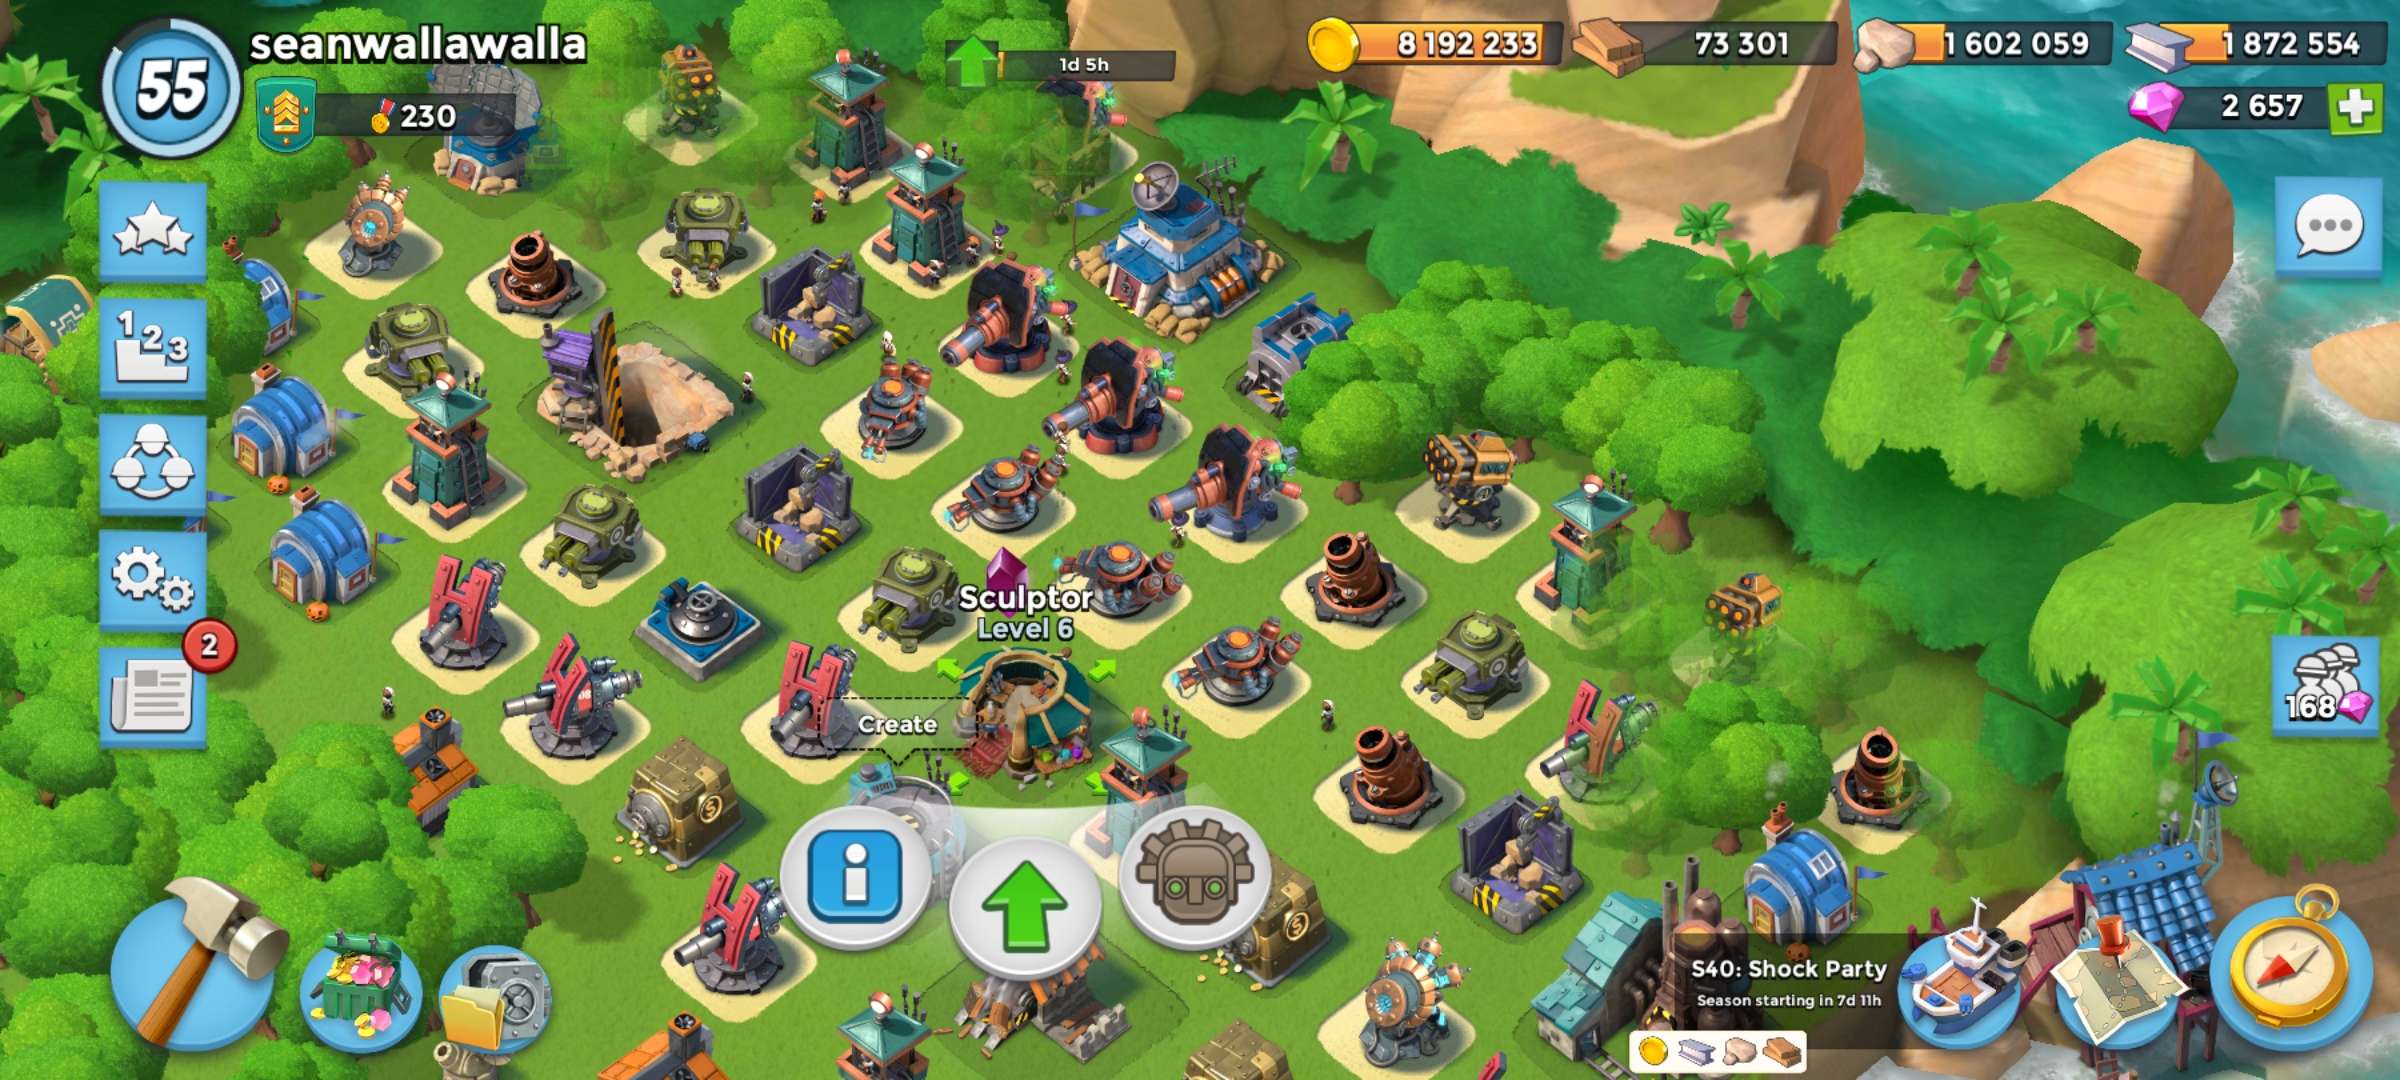 55
seanwallawalla
230
1d 5h
8 192 233
73 301
1 602 059
1 872 554
2 657
1 2 3
2
Sculptor
Level 6
Create
168
S40: Shock Party
Season starting in 7d 11h